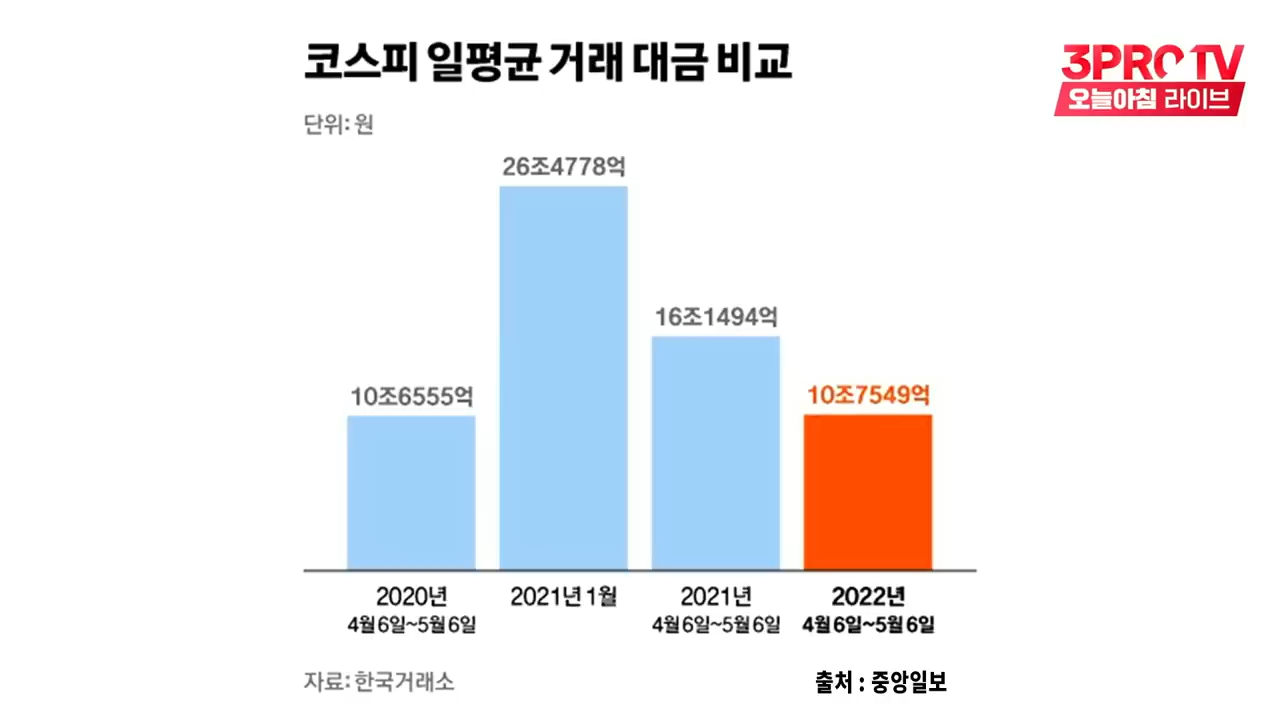 코스피 일평균 거래 대금 비교
3PRO TV
오늘아침 라이브
단위: 원
26조4778억
16조1494억
10조6555억
10조7549억
2020년
4월 6일~5월 6일
2021년 1월
2021년
4월 6일~5월 6일
2022년
4월 6일~5월 6일
자료: 한국거래소
출처 : 중앙일보